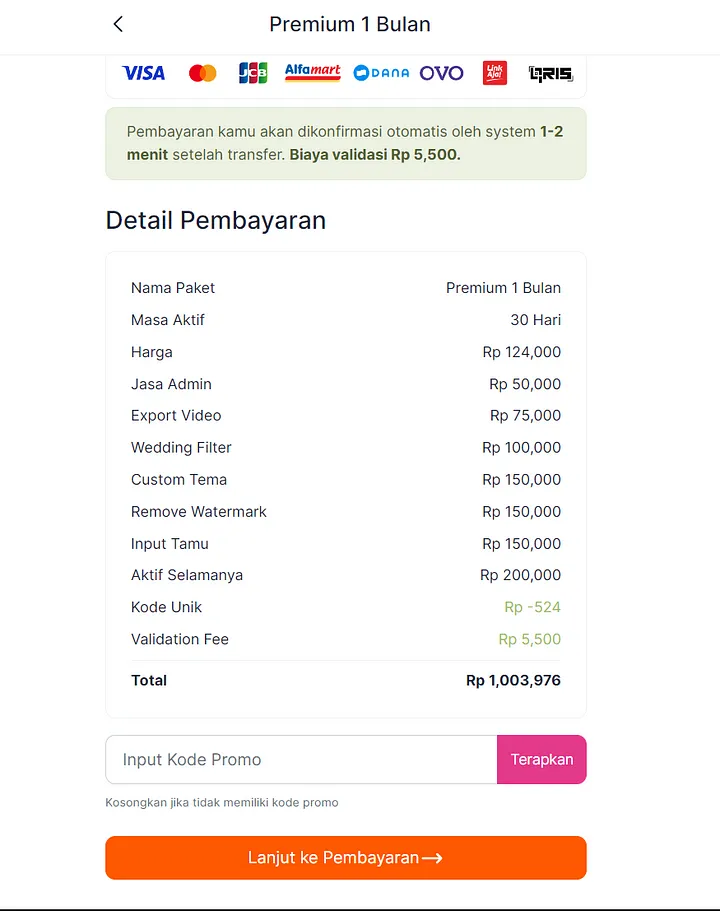 Premium 1 Bulan
VISA JCB Alfamart DANA OVO Link Aja! QRIS
Pembayaran kamu akan dikonfirmasi otomatis oleh system 1-2
menit setelah transfer. Biaya validasi Rp 5,500.
Detail Pembayaran
Nama Paket Premium 1 Bulan
Masa Aktif 30 Hari
Harga Rp 124,000
Jasa Admin Rp 50,000
Export Video Rp 75,000
Wedding Filter Rp 100,000
Custom Tema Rp 150,000
Remove Watermark Rp 150,000
Input Tamu Rp 150,000
Aktif Selamanya Rp 200,000
Kode Unik Rp -524
Validation Fee Rp 5,500
Total Rp 1,003,976
Input Kode Promo Terapkan
Kosongkan jika tidak memiliki kode promo
Lanjut ke Pembayaran